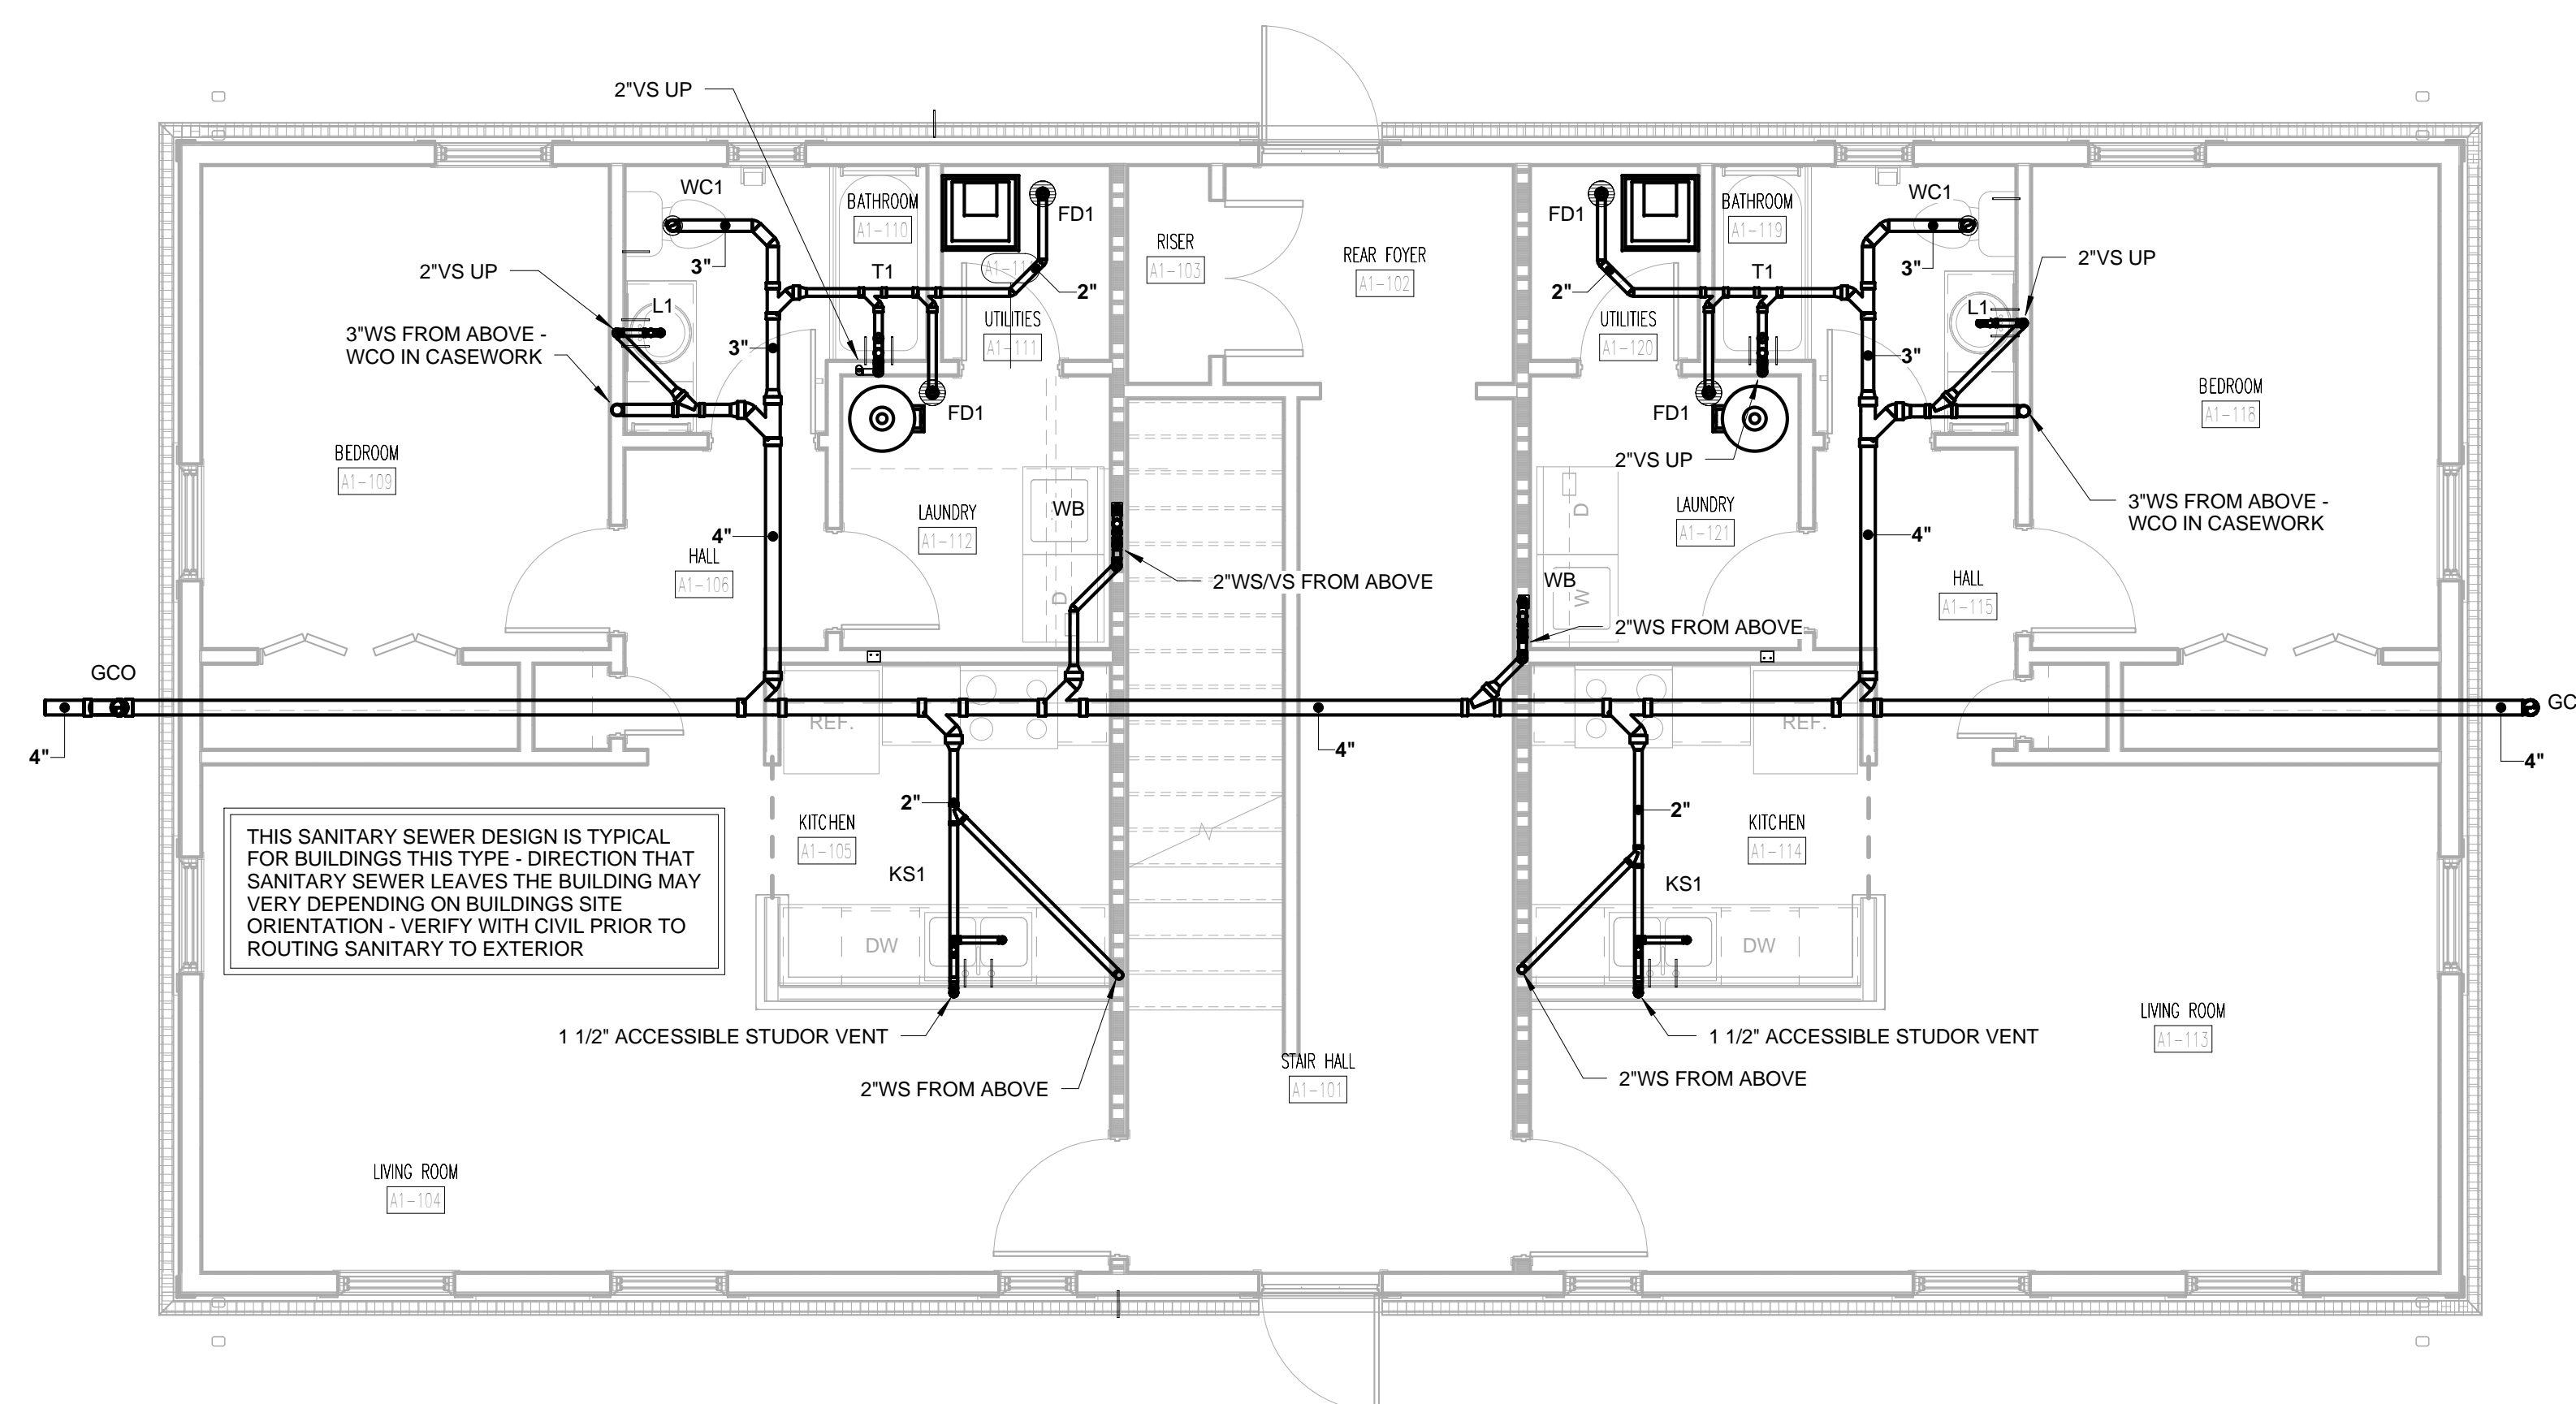 2"VS UP
WC1
BATHROOM
A1-110
FD1
T1
2"
3"
2"VS UP
L1
3"WS FROM ABOVE -
WCO IN CASEWORK
3"
UTILITIES
A1-111
FD1
RISER
A1-103
REAR FOYER
A1-102
FD1
BATHROOM
A1-119
WC1
2"
T1
3"
2"VS UP
L1
UTILITIES
A1-120
3"
FD1
2"VS UP
BEDROOM
A1-118
3"WS FROM ABOVE -
WCO IN CASEWORK
BEDROOM
A1-109
4"
HALL
A1-106
LAUNDRY
A1-112
WB
D
2"WS/VS FROM ABOVE
D
LAUNDRY
A1-121
WB
W
2"WS FROM ABOVE
4"
HALL
A1-115
GCO
4"
REF.
4"
REF.
GC
4"
THIS SANITARY SEWER DESIGN IS TYPICAL
FOR BUILDINGS THIS TYPE - DIRECTION THAT
SANITARY SEWER LEAVES THE BUILDING MAY
VERY DEPENDING ON BUILDINGS SITE
ORIENTATION - VERIFY WITH CIVIL PRIOR TO
ROUTING SANITARY TO EXTERIOR
2"
KITCHEN
A1-105
KS1
DW
1 1/2" ACCESSIBLE STUDOR VENT
2"WS FROM ABOVE
2"
KITCHEN
A1-114
KS1
DW
1 1/2" ACCESSIBLE STUDOR VENT
2"WS FROM ABOVE
STAIR HALL
A1-101
LIVING ROOM
A1-113
LIVING ROOM
A1-104